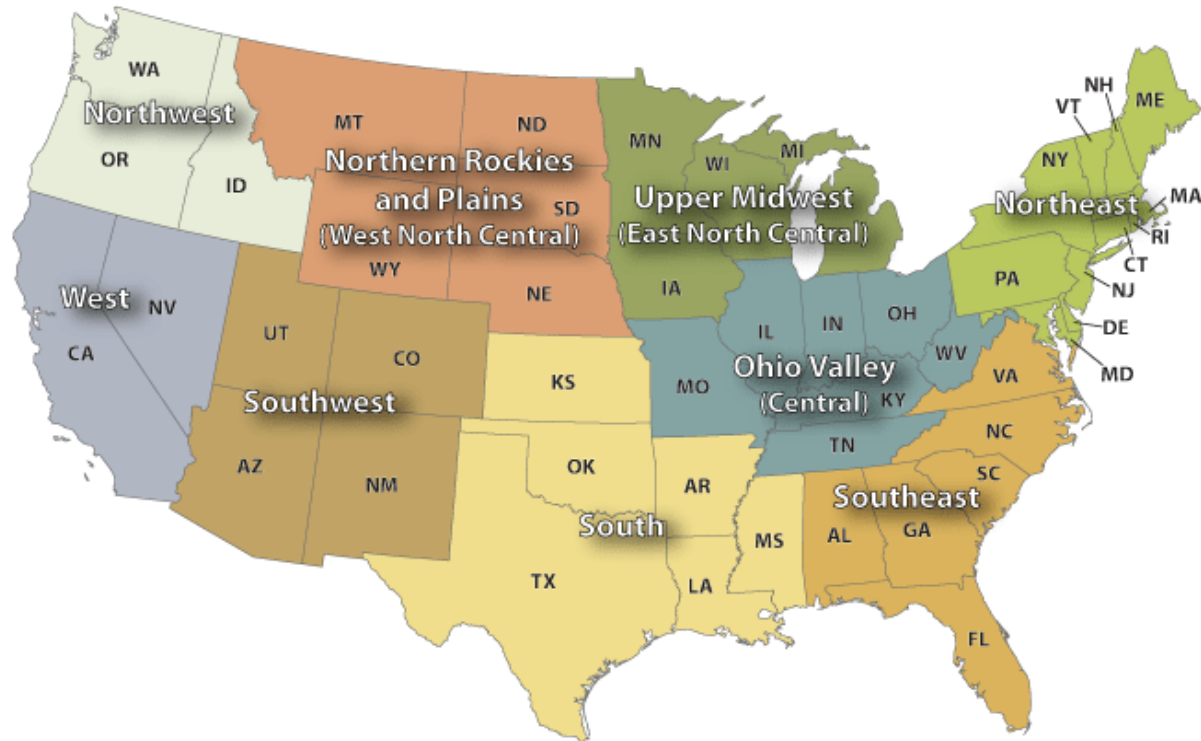 WA
Northwest
OR
ID
MT
ND
Northern Rockies
and Plains
SD
(West North Central)
WY
NE
MN
WI
MI
Upper Midwest
(East North Central)
IA
NH
VT
ME
NY
MA
Northeast
RI
CT
PA
NJ
DE
MD
West
NV
CA
UT
CO
Southwest
AZ
NM
IL
IN
OH
WV
MO
Ohio Valley
(Central)
KY
TN
KS
OK
AR
South
MS
TX
LA
VA
NC
SC
Southeast
AL
GA
FL